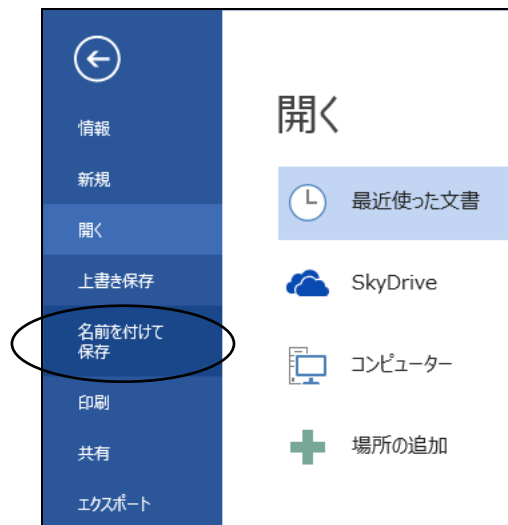 情報
新規
開く
上書き保存
名前を付けて
保存
印刷
共有
エクスポート
開く
最近使った文書
SkyDrive
コンピューター
場所の追加